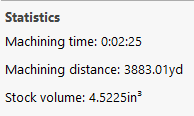 Statistics
Machining time: 0:02:25
Machining distance: 3883.01yd
Stock volume: 4.5225in³